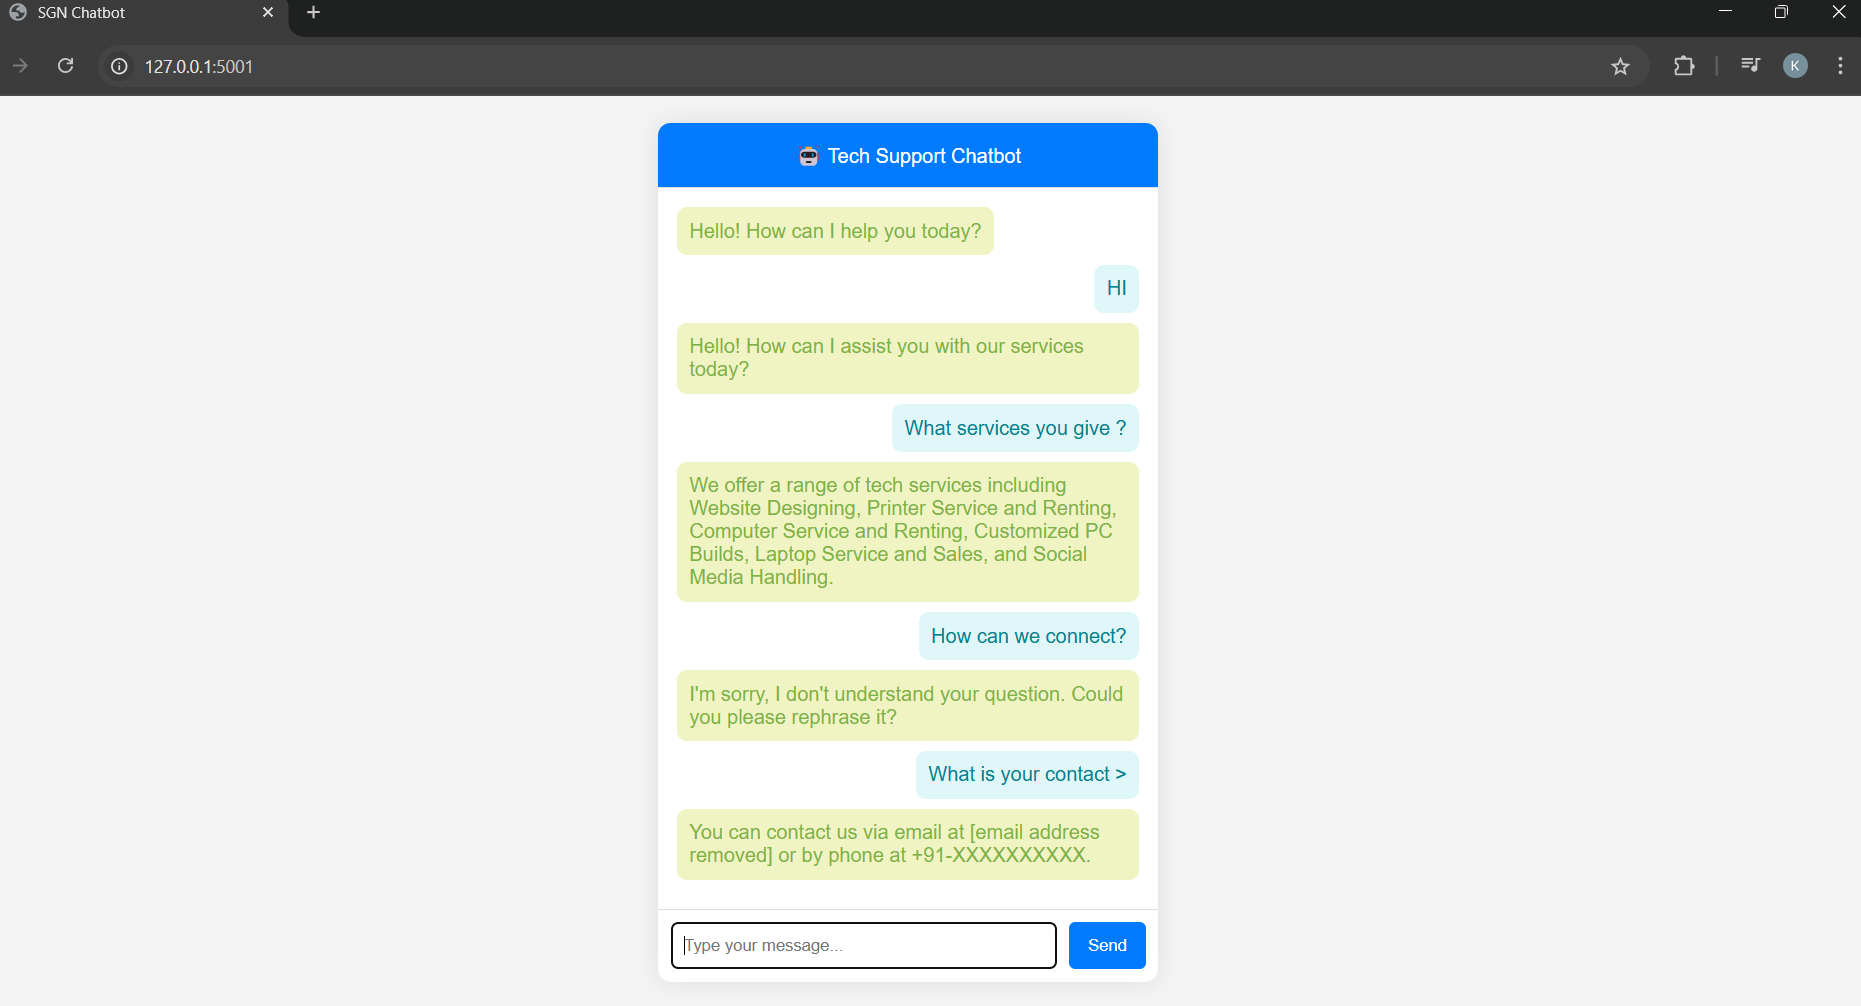 SGN Chatbot
127.0.0.1:5001
K
Tech Support Chatbot
Hello! How can I help you today?
HI
Hello! How can I assist you with our services
today?
What services you give ?
We offer a range of tech services including
Website Designing, Printer Service and Renting,
Computer Service and Renting, Customized PC
Builds, Laptop Service and Sales, and Social
Media Handling.
How can we connect?
I'm sorry, I don't understand your question. Could
you please rephrase it?
What is your contact >
You can contact us via email at [email address
removed] or by phone at +91-XXXXXXXXXX.
Type your message...
Send